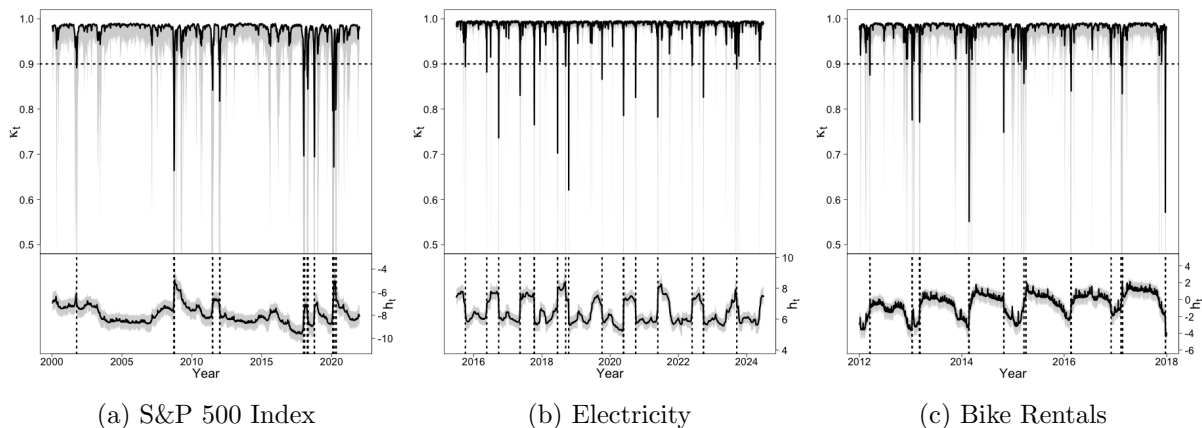 1.0
0.9
0.8
κt
0.7
0.6
0.5
-4
-6
ht
-8
-10
2000 2005 2010 2015 2020
Year
(a) S&P 500 Index
1.0
0.9
0.8
κt
0.7
0.6
0.5
10
8
ht
6
4
2016 2018 2020 2022 2024
Year
(b) Electricity
1.0
0.9
0.8
κt
0.7
0.6
0.5
4
2
0
ht
-2
-4
-6
2012 2014 2016 2018
Year
(c) Bike Rentals